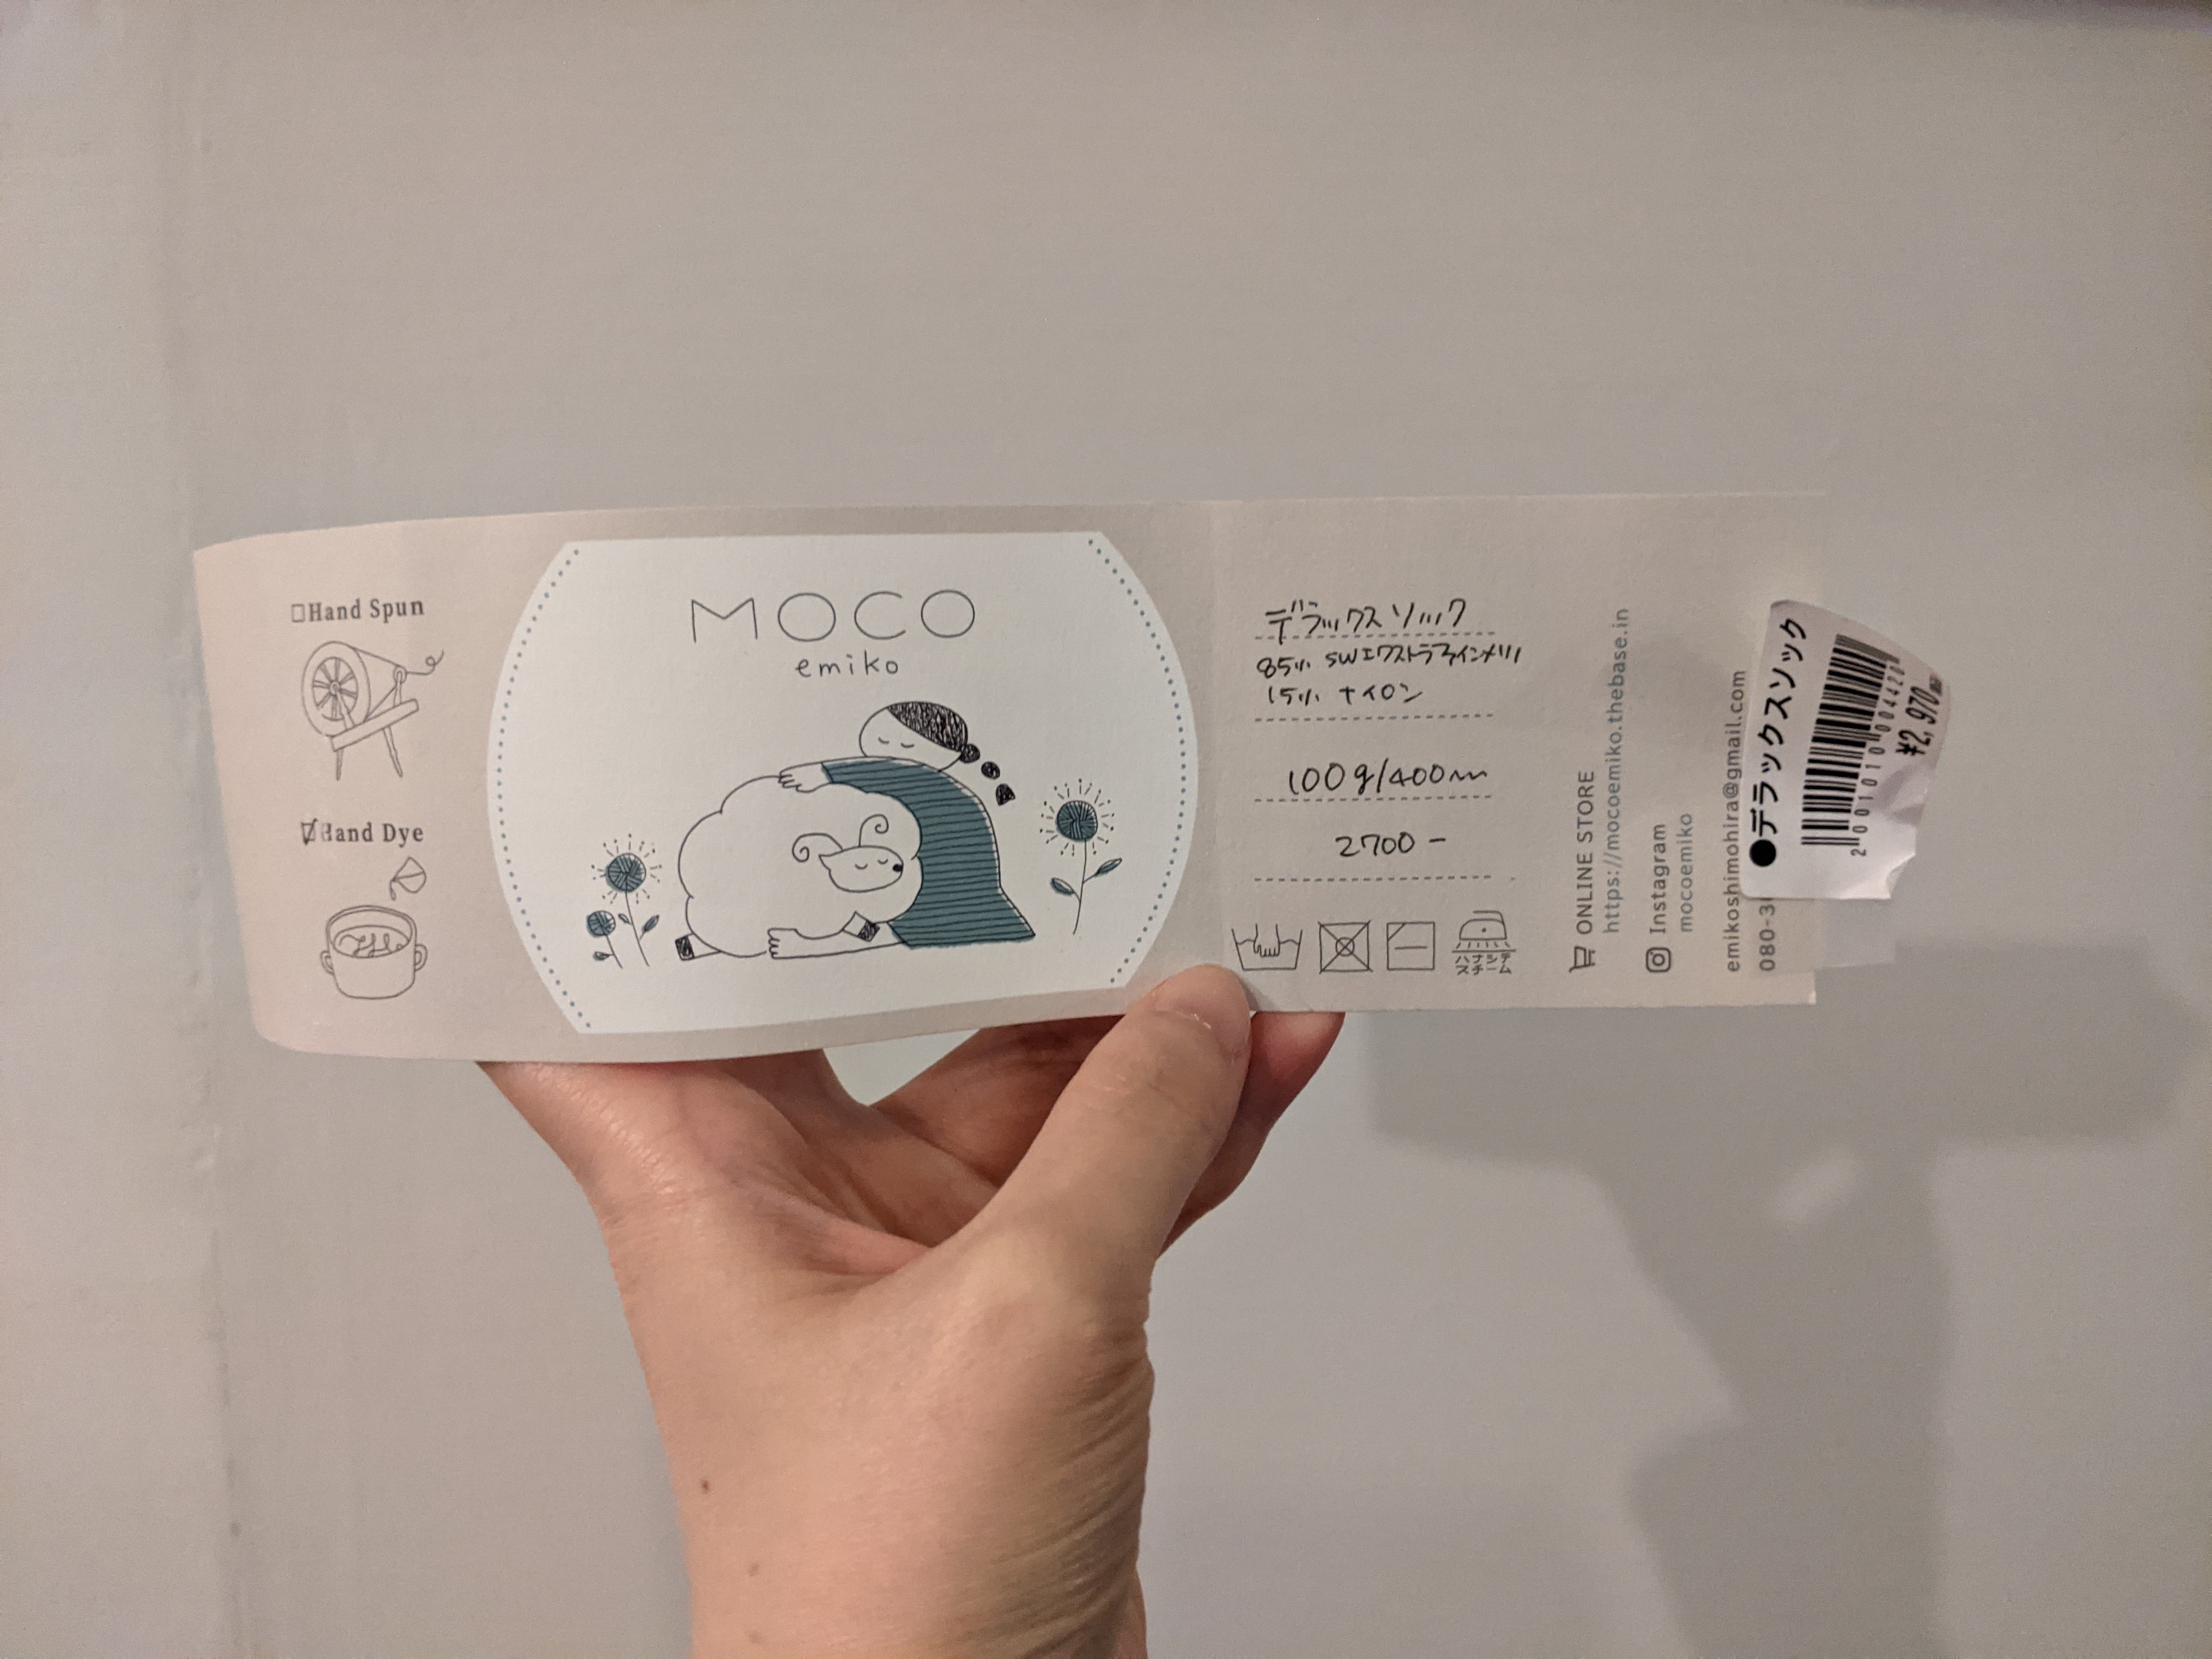 ☐Hand Spun
☑Hand Dye
MOCO
emiko
デラックスソック
85% SWエクストラファインメリノ
15% ナイロン
100g/400m
2700-
ハナシテ
スチーム
ONLINE STORE
https://mocoemiko.thebase.in
Instagram
mocoemiko
emikoshimohira@gmail.com
080-3
●デラックスソック
¥2,970